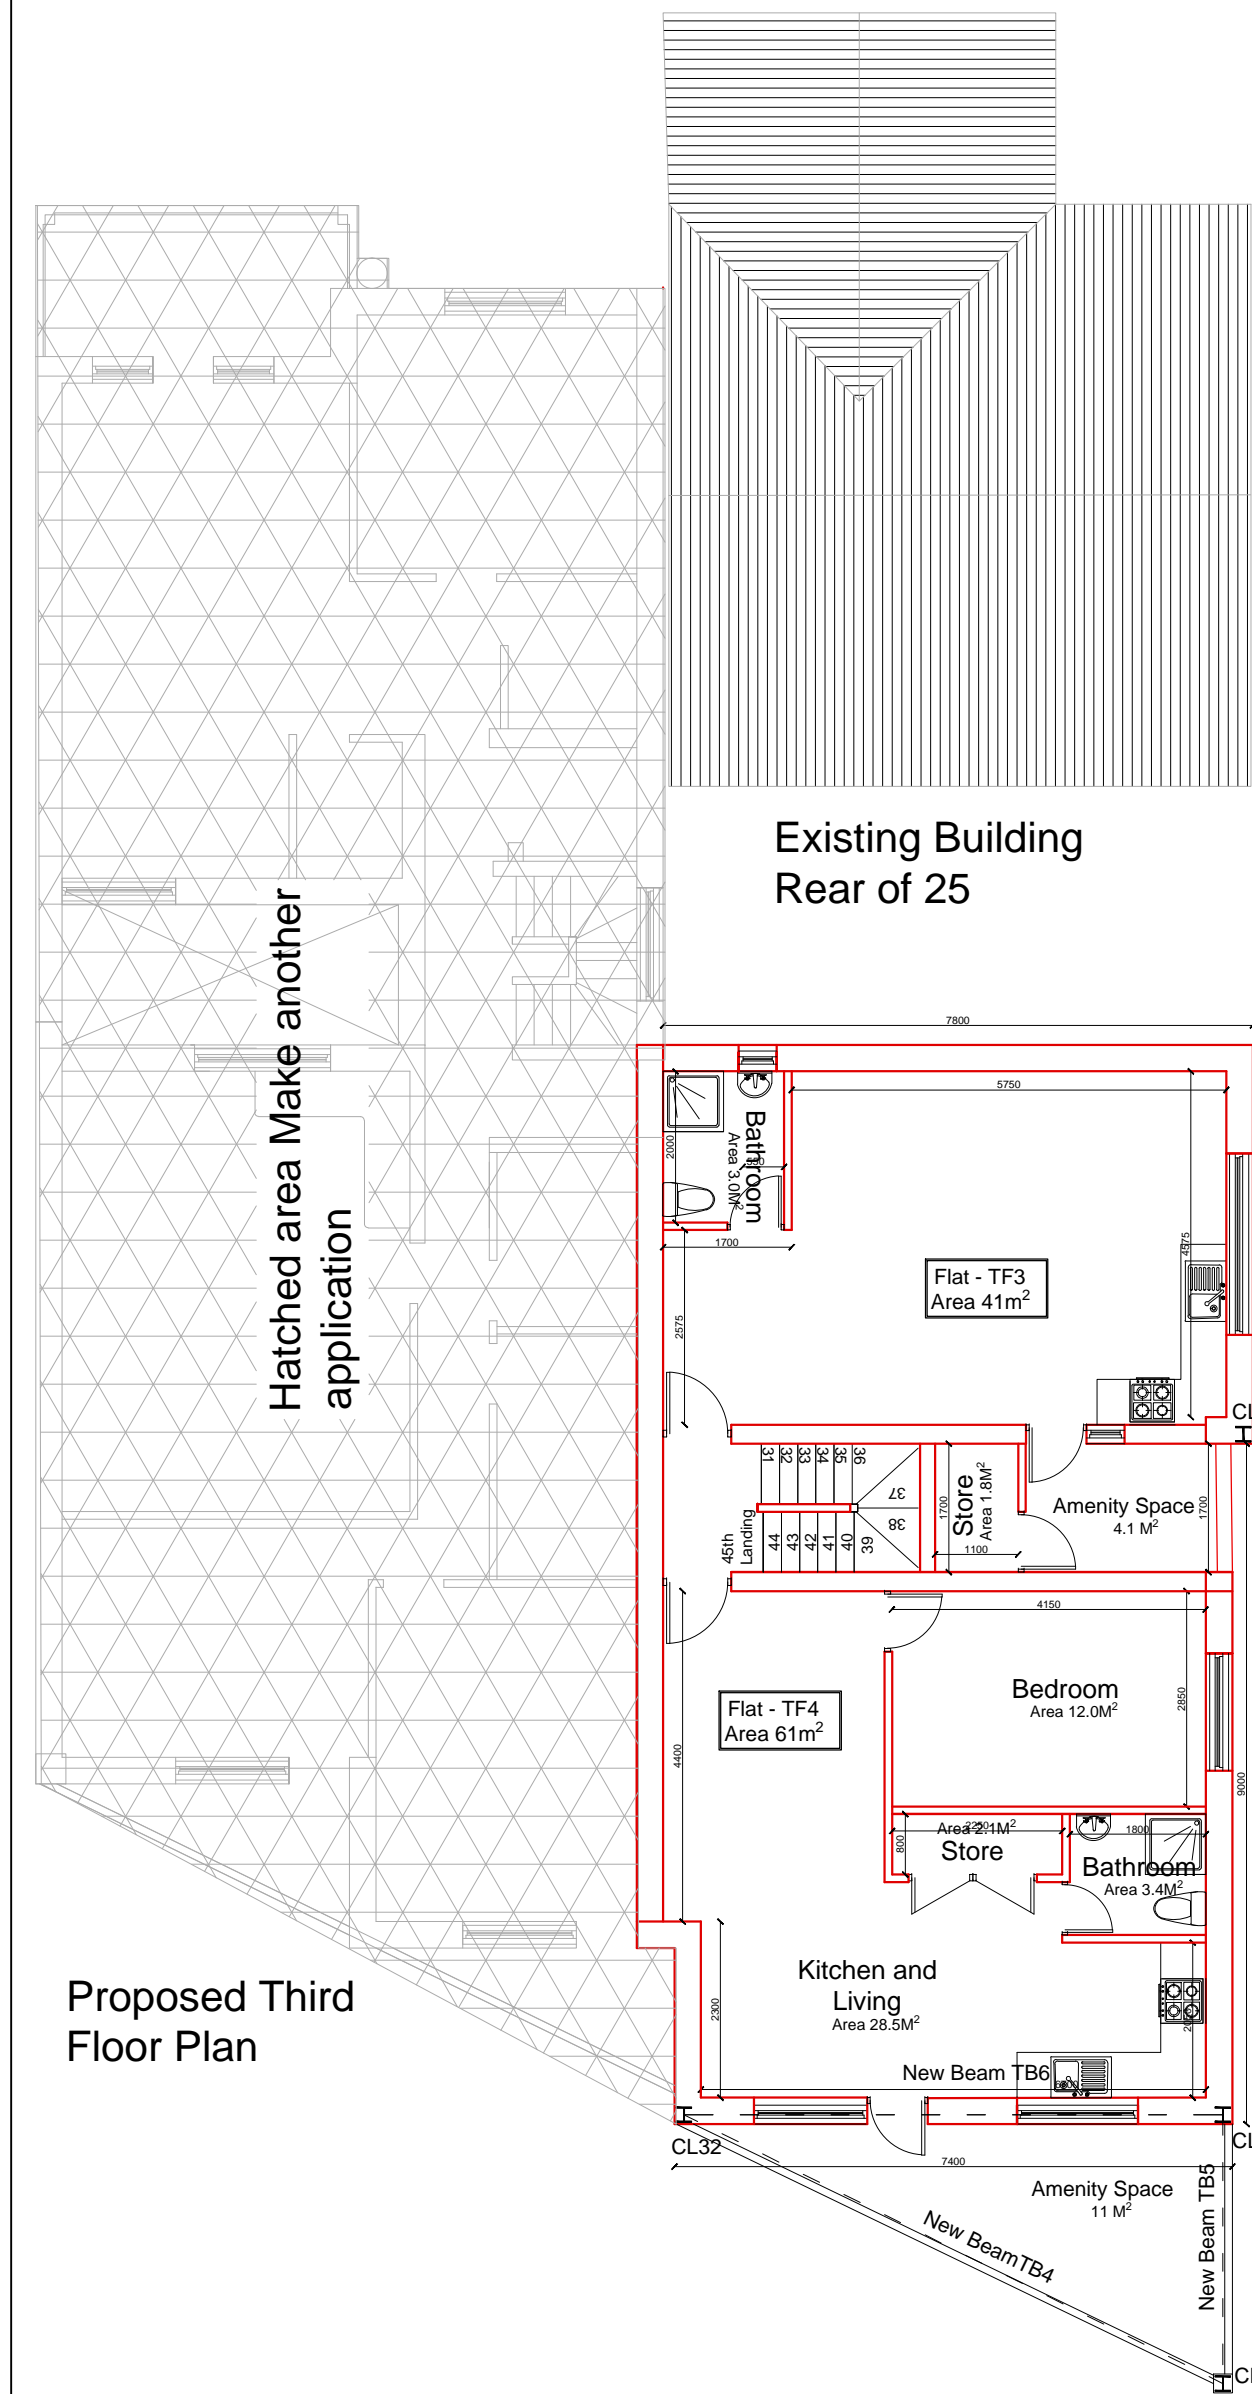 Existing Building
Rear of 25
Hatched area Make another
application
7800
5750
Bathroom
Area 3.0M²
2000
1700
4575
Flat - TF3
Area 41m²
2575
CL
31
32
33
34
35
36
37
38
39
40
41
42
43
44
45th
Landing
Store
Area 1.8M²
1700
1100
Amenity Space
4.1 M²
1700
4150
Bedroom
Area 12.0M²
2850
Flat - TF4
Area 61m²
4400
9000
Area 2.1M²
2250
800
Store
1800
Bathroom
Area 3.4M²
Kitchen and
Living
Area 28.5M²
2300
New Beam TB6
Proposed Third
Floor Plan
CL32
CL
7400
Amenity Space
11 M²
New BeamTB4
New Beam TB5
CL